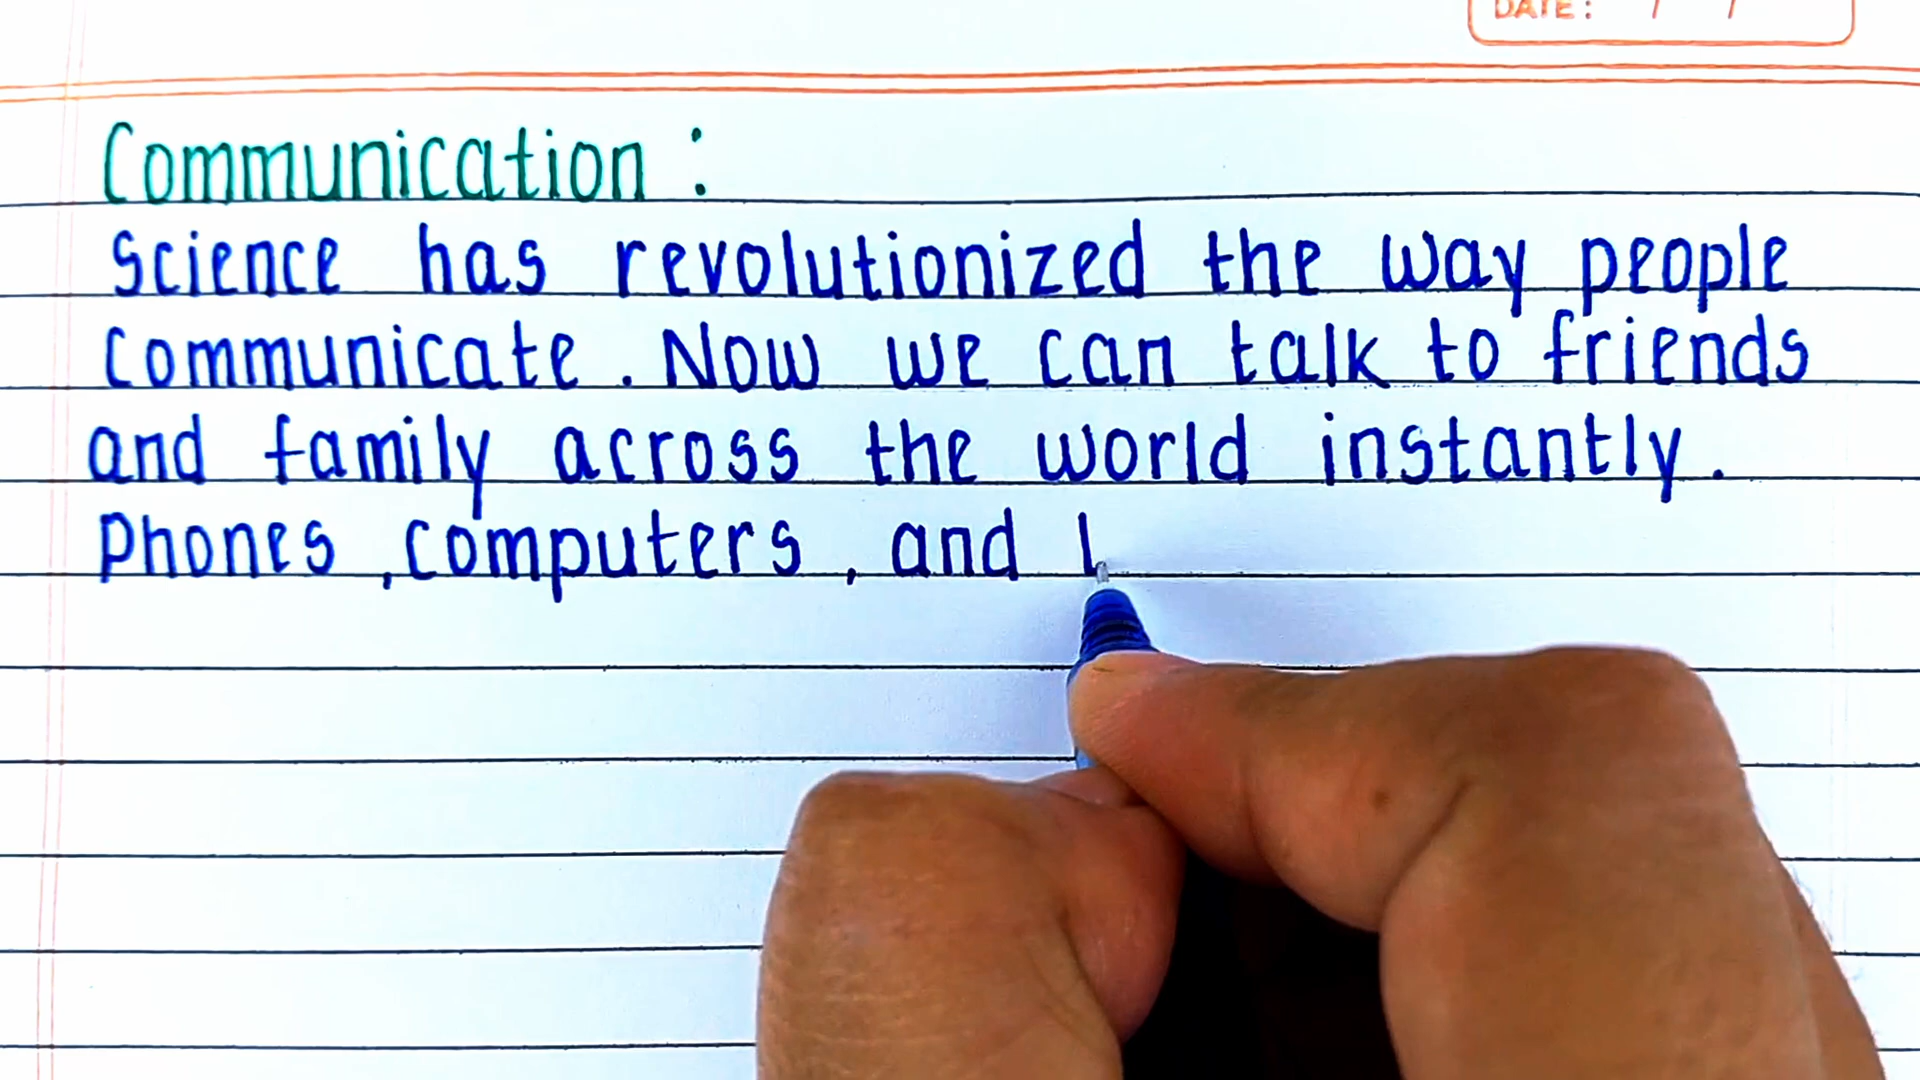 DATE: / /
Communication :
Science has revolutionized the way people
communicate. Now we can talk to friends
and family across the world instantly.
Phones, computers, and